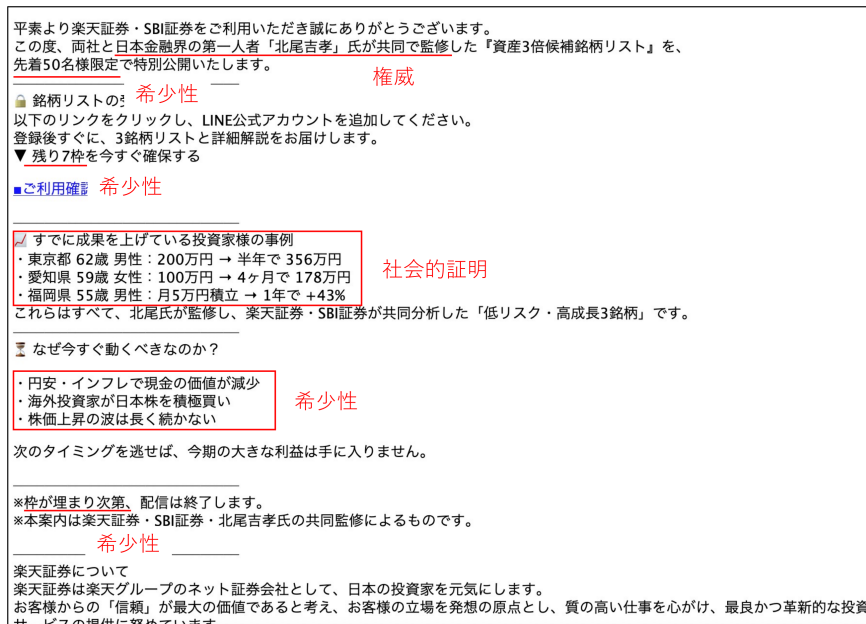 平素より楽天証券・SBI証券をご利用いただき誠にありがとうございます。
この度、両社と日本金融界の第一人者「北尾吉孝」氏が共同で監修した『資産3倍候補銘柄リスト』を、
先着50名様限定で特別公開いたします。
権威
希少性
🔒 銘柄リストの
以下のリンクをクリックし、LINE公式アカウントを追加してください。
登録後すぐに、3銘柄リストと詳細解説をお届けします。
▼ 残り7枠を今すぐ確保する
■ご利用確認
希少性
📈 すでに成果を上げている投資家様の事例
・東京都 62歳 男性：200万円 → 半年で 356万円
・愛知県 59歳 女性：100万円 → 4ヶ月で 178万円
・福岡県 55歳 男性：月5万円積立 → 1年で +43%
社会的証明
これらはすべて、北尾氏が監修し、楽天証券・SBI証券が共同分析した「低リスク・高成長3銘柄」です。
⏳ なぜ今すぐ動くべきなのか？
・円安・インフレで現金の価値が減少
・海外投資家が日本株を積極買い
・株価上昇の波は長く続かない
希少性
次のタイミングを逃せば、今期の大きな利益は手に入りません。
※枠が埋まり次第、配信は終了します。
※本案内は楽天証券・SBI証券・北尾吉孝氏の共同監修によるものです。
希少性
楽天証券について
楽天証券は楽天グループのネット証券会社として、日本の投資家を元気にします。
お客様からの「信頼」が最大の価値であると考え、お客様の立場を発想の原点とし、質の高い仕事を心がけ、最良かつ革新的な投資
サービスの提供に努めています